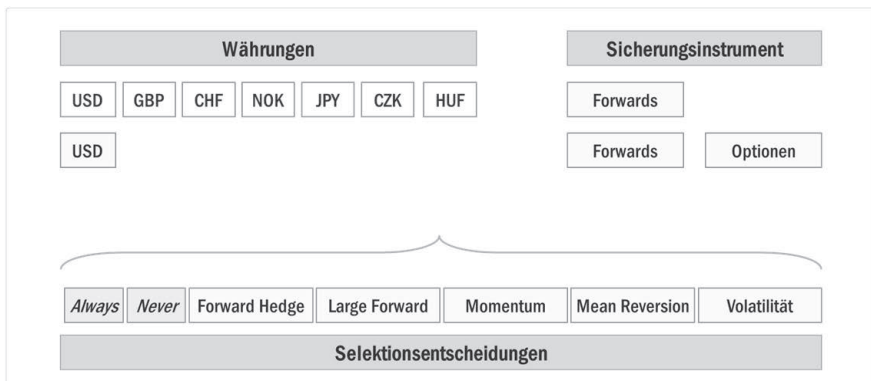 Währungen Sicherungsinstrument
USD GBP CHF NOK JPY CZK HUF Forwards
USD Forwards Optionen
Always Never Forward Hedge Large Forward Momentum Mean Reversion Volatilität
Selektionsentscheidungen